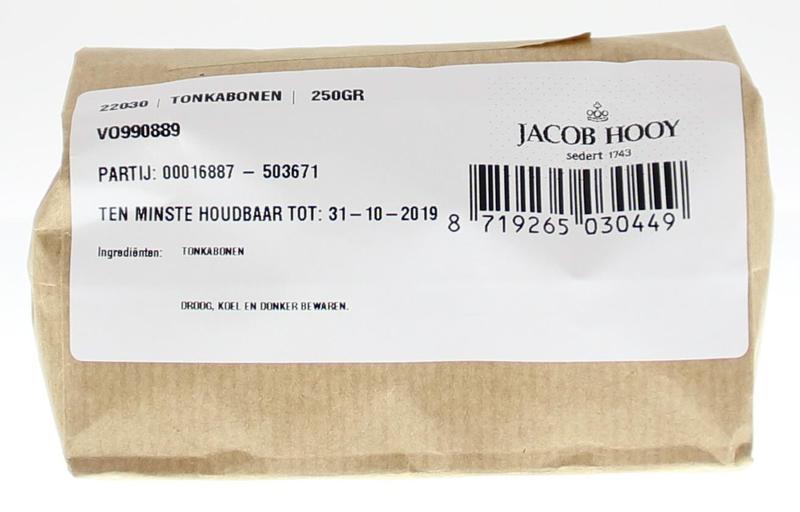 22030 | TONKABONEN | 250GR
VO990889
PARTIJ: 00016887 - 503671
TEN MINSTE HOUDBAAR TOT: 31-10-2019
Ingrediënten: TONKABONEN
DROOG, KOEL EN DONKER BEWAREN.
JACOB HOOY
sedert 1743
8 719265 030449